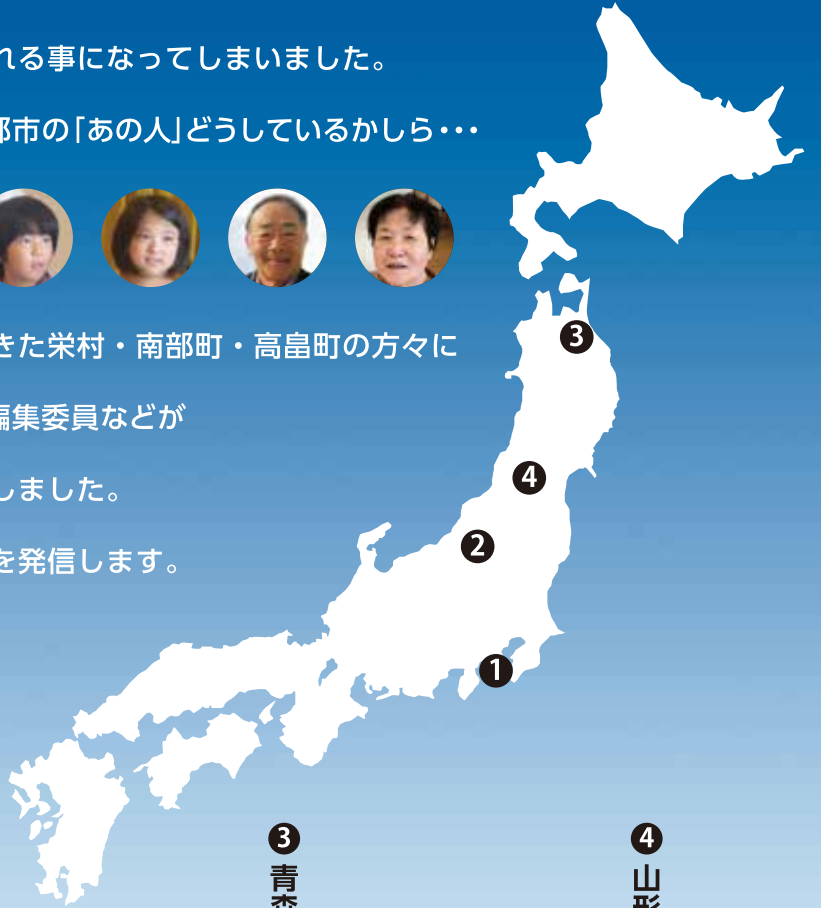 れる事になってしまいました。
都市の「あの人」どうしているかしら・・・
きた栄村・南部町・高畠町の方々に
編集委員などが
しました。
を発信します。
❸
❹
❷
❶
❸ 青森
❹ 山形